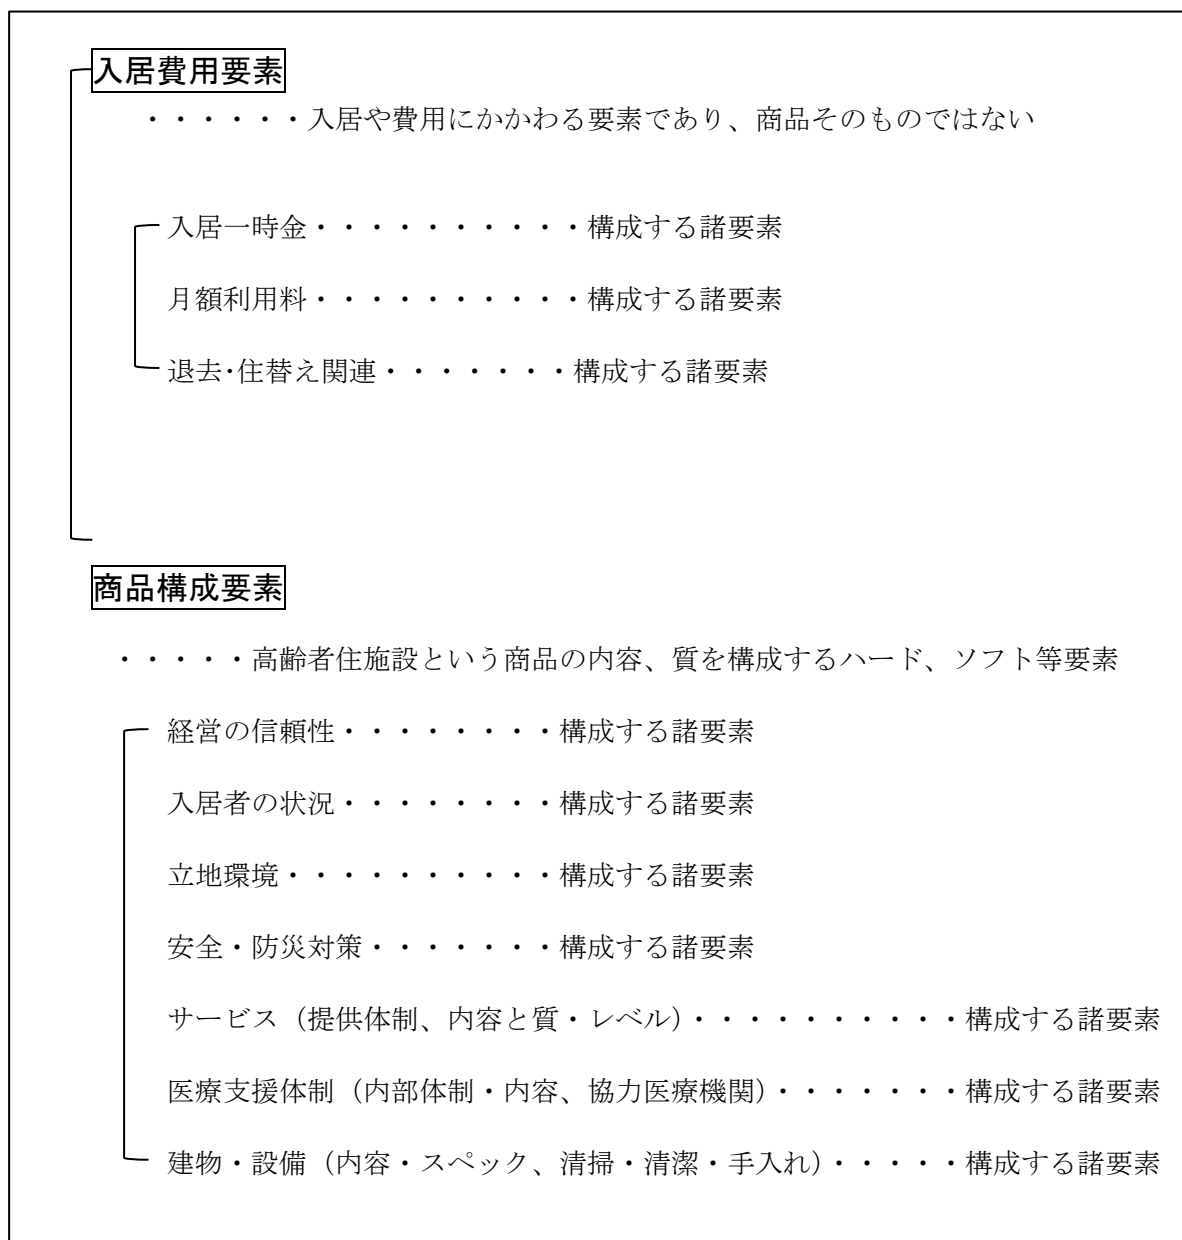 入居費用要素
・・・・・・入居や費用にかかわる要素であり、商品そのものではない
入居一時金・・・・・・・・・・構成する諸要素
月額利用料・・・・・・・・・・構成する諸要素
退去・住替え関連・・・・・・・構成する諸要素
商品構成要素
・・・・・高齢者住施設という商品の内容、質を構成するハード、ソフト等要素
経営の信頼性・・・・・・・・構成する諸要素
入居者の状況・・・・・・・・構成する諸要素
立地環境・・・・・・・・・・構成する諸要素
安全・防災対策・・・・・・・構成する諸要素
サービス（提供体制、内容と質・レベル）・・・・・・・・・・構成する諸要素
医療支援体制（内部体制・内容、協力医療機関）・・・・・・・構成する諸要素
建物・設備（内容・スペック、清掃・清潔・手入れ）・・・・・構成する諸要素